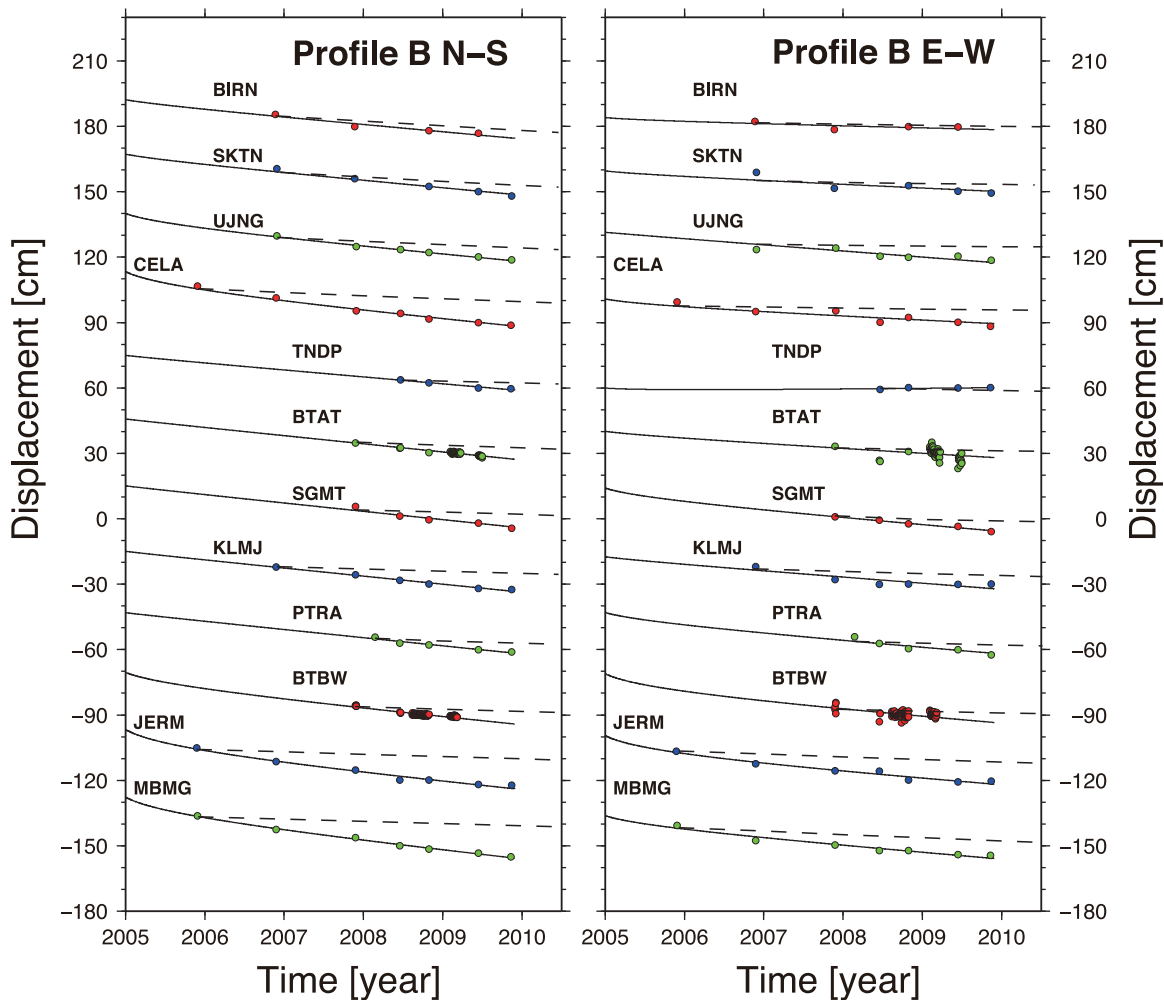 Profile B N–S
Displacement [cm]
210
180
150
120
90
60
30
0
−30
−60
−90
−120
−150
−180
BIRN
SKTN
UJNG
CELA
TNDP
BTAT
SGMT
KLMJ
PTRA
BTBW
JERM
MBMG
2005 2006 2007 2008 2009 2010
Time [year]
Profile B E–W
BIRN
SKTN
UJNG
CELA
TNDP
BTAT
SGMT
KLMJ
PTRA
BTBW
JERM
MBMG
210
180
150
120
90
60
30
0
−30
−60
−90
−120
−150
−180
Displacement [cm]
2005 2006 2007 2008 2009 2010
Time [year]